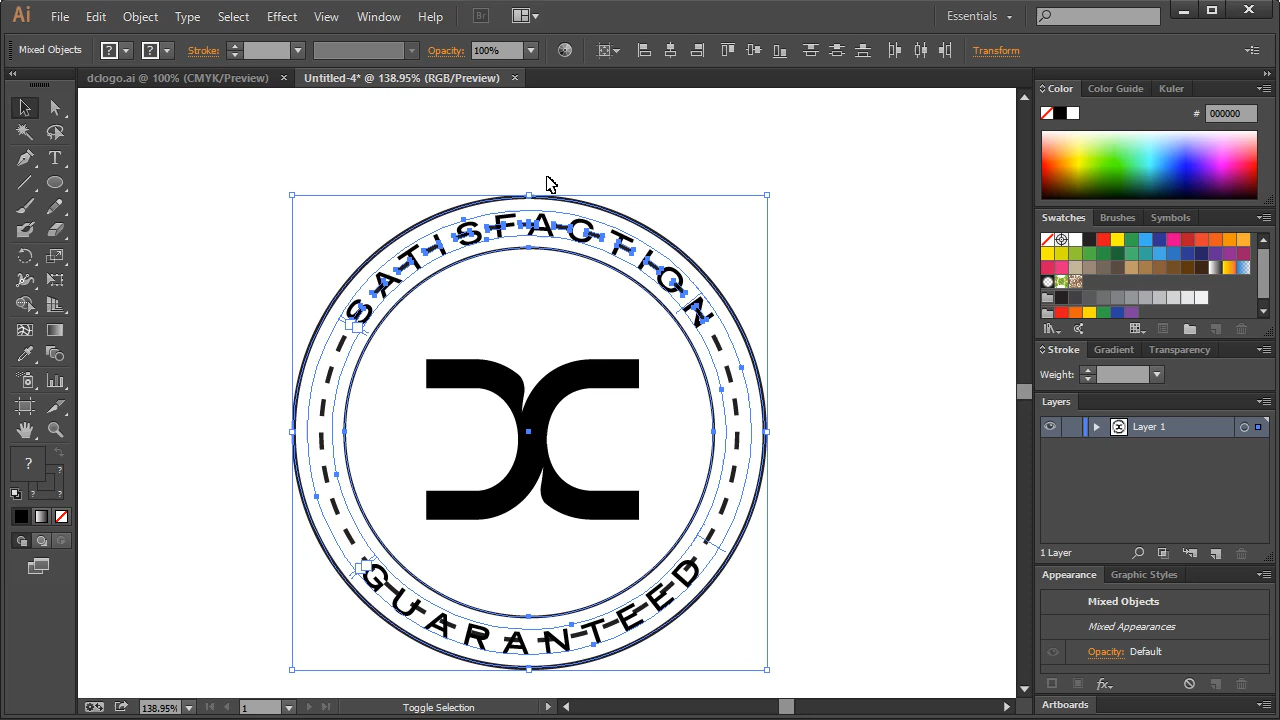 Ai File Edit Object Type Select Effect View Window Help Br Essentials
Mixed Objects ? ? Stroke: Opacity: 100% Transform
dclogo.ai @ 100% (CMYK/Preview) × Untitled-4* @ 138.95% (RGB/Preview) ×
Color Color Guide Kuler
# 000000
Swatches Brushes Symbols
SATISFACTION
GUARANTEED
Stroke Gradient Transparency
Weight:
Layers
Layer 1
1 Layer
Appearance Graphic Styles
Mixed Objects
Mixed Appearances
Opacity: Default
fx
Artboards
T
?
? ?
138.95% 1 Toggle Selection